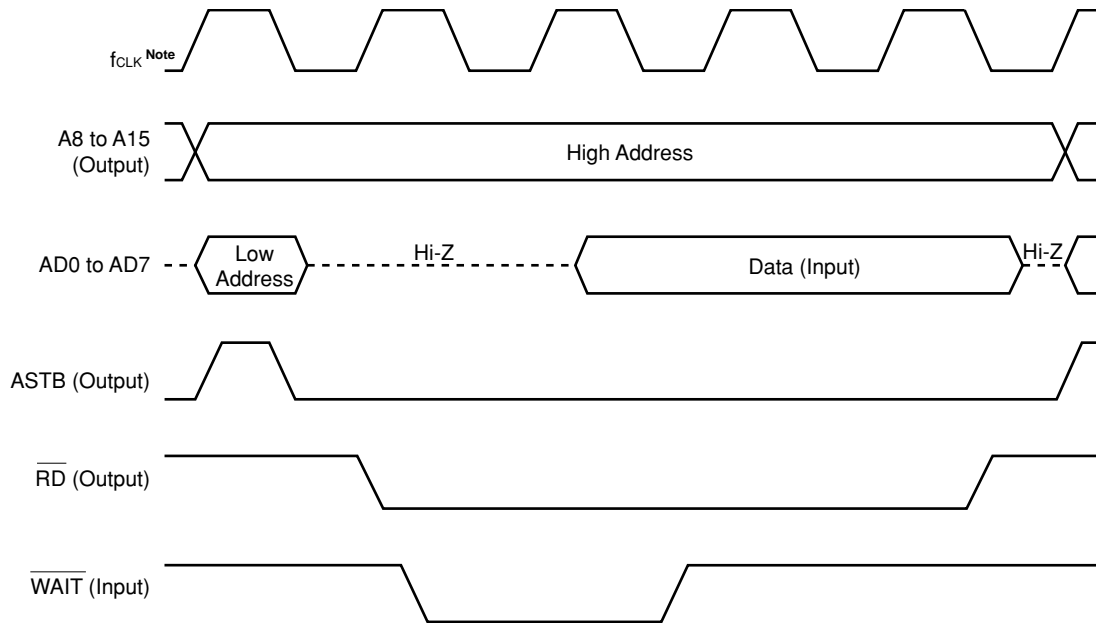 fCLK Note
A8 to A15
(Output)
High Address
AD0 to AD7
Low
Address
Hi-Z
Data (Input)
Hi-Z
ASTB (Output)
RD (Output)
WAIT (Input)